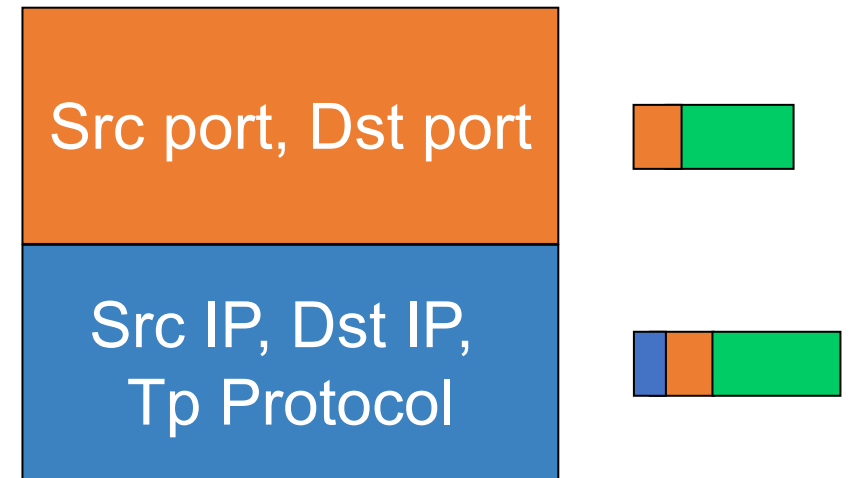 Src port, Dst port
Src IP, Dst IP,
Tp Protocol